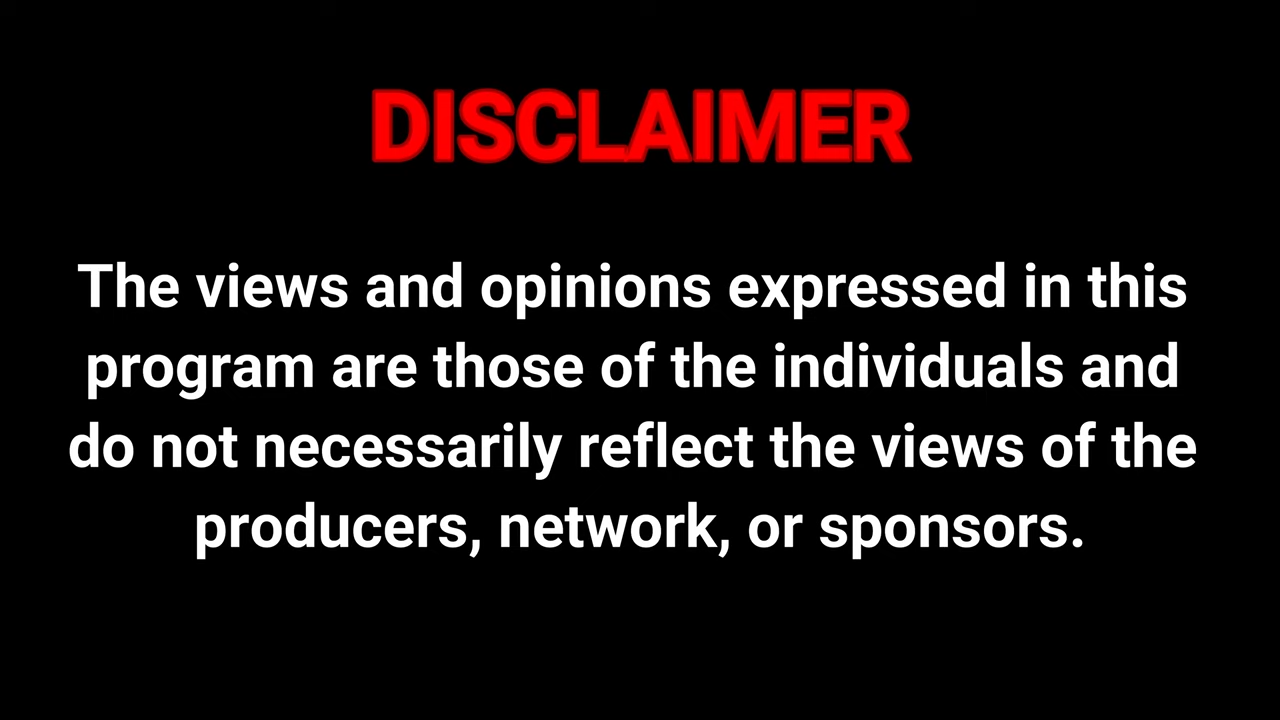 DISCLAIMER
The views and opinions expressed in this
program are those of the individuals and
do not necessarily reflect the views of the
producers, network, or sponsors.